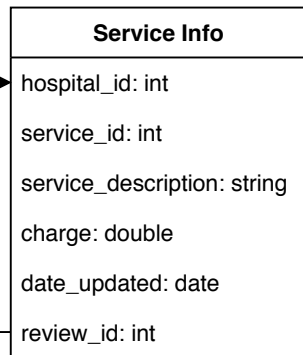 Service Info
hospital_id: int
service_id: int
service_description: string
charge: double
date_updated: date
review_id: int